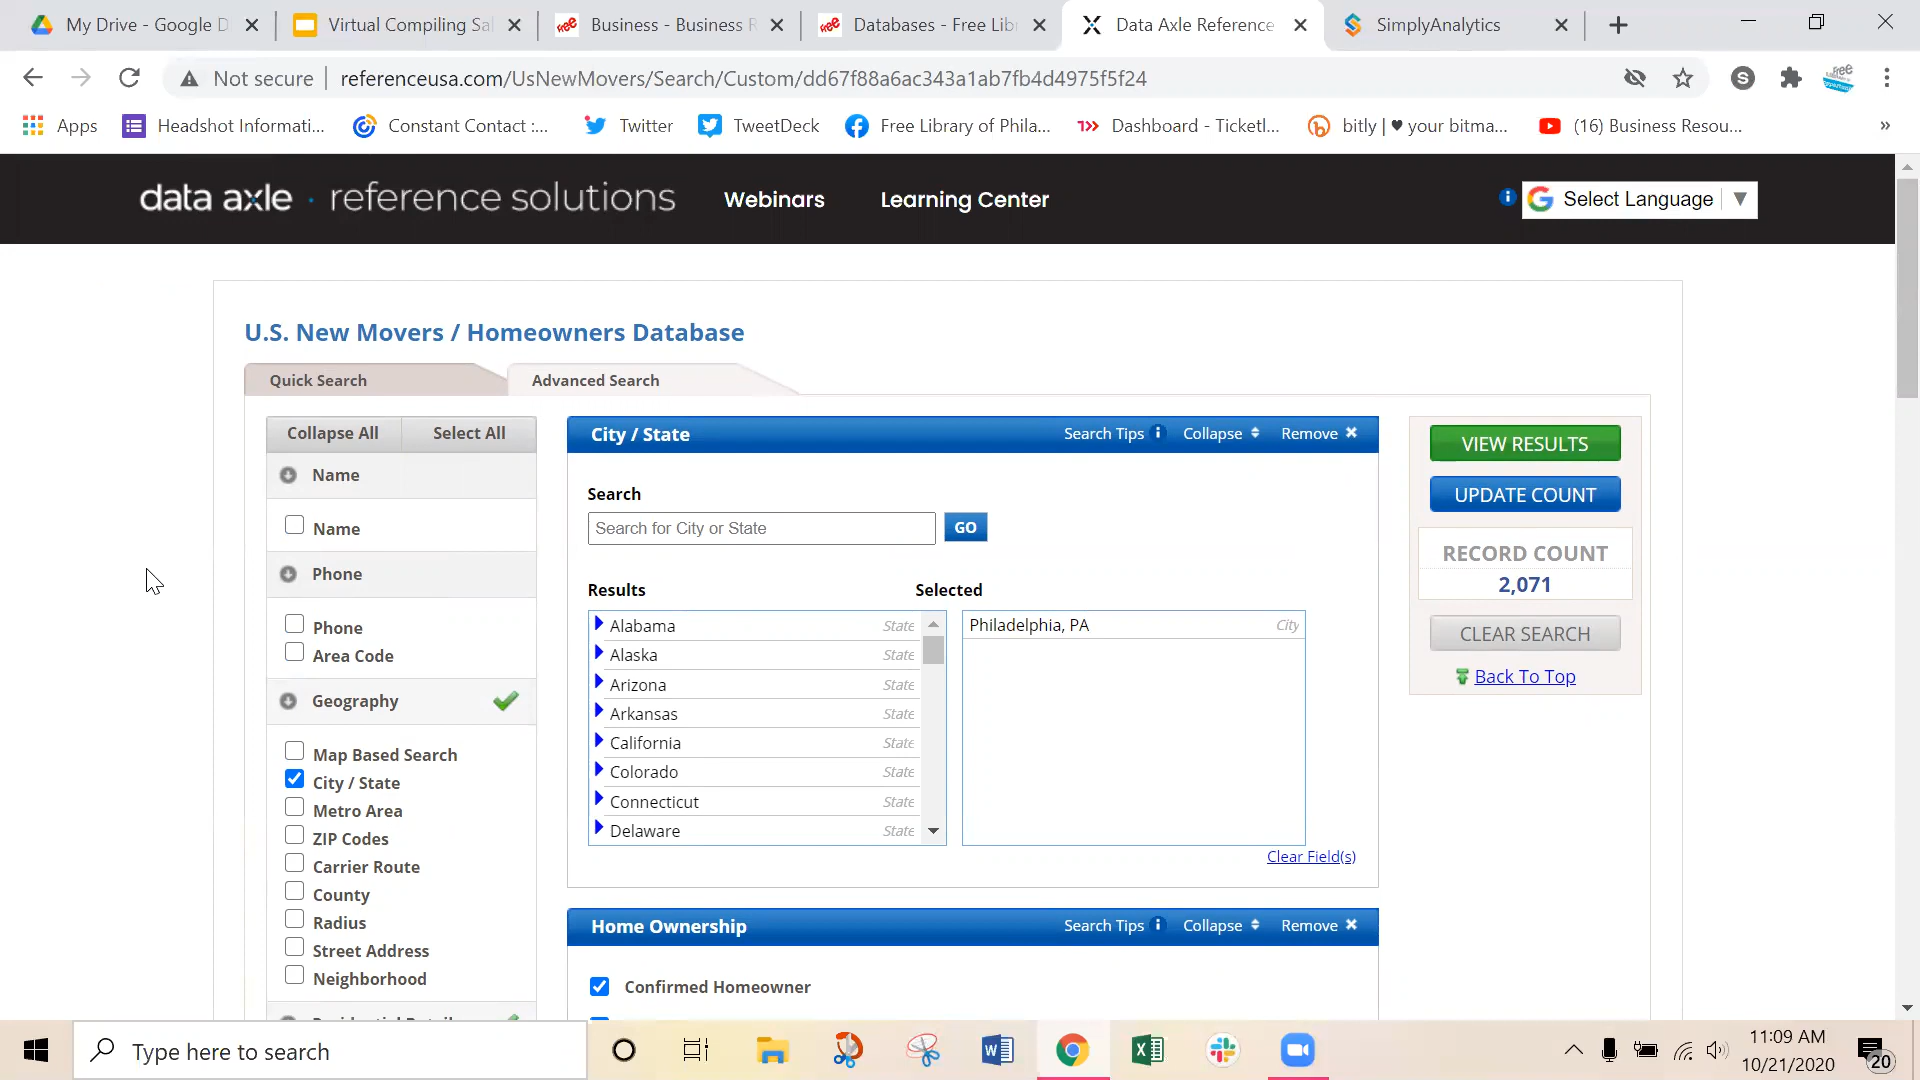 My Drive - Google D
Virtual Compiling Sal
Business - Business R
Databases - Free Libr
Data Axle Reference
SimplyAnalytics
Not secure
referenceusa.com/UsNewMovers/Search/Custom/dd67f88a6ac343a1ab7fb4d4975f5f24
S
Apps
Headshot Informati...
Constant Contact :...
Twitter
TweetDeck
Free Library of Phila...
Dashboard - Ticketl...
bitly | ♥ your bitma...
(16) Business Resou...
»
data axle · reference solutions
Webinars
Learning Center
Select Language ▼
U.S. New Movers / Homeowners Database
Quick Search
Advanced Search
Collapse All
Select All
Name
Name
Phone
Phone
Area Code
Geography
Map Based Search
City / State
Metro Area
ZIP Codes
Carrier Route
County
Radius
Street Address
Neighborhood
City / State
Search Tips
Collapse
Remove
Search
Search for City or State
GO
Results
Selected
Alabama State
Alaska State
Arizona State
Arkansas State
California State
Colorado State
Connecticut State
Delaware State
Philadelphia, PA City
Clear Field(s)
Home Ownership
Search Tips
Collapse
Remove
Confirmed Homeowner
VIEW RESULTS
UPDATE COUNT
RECORD COUNT
2,071
CLEAR SEARCH
Back To Top
Type here to search
11:09 AM
10/21/2020
20